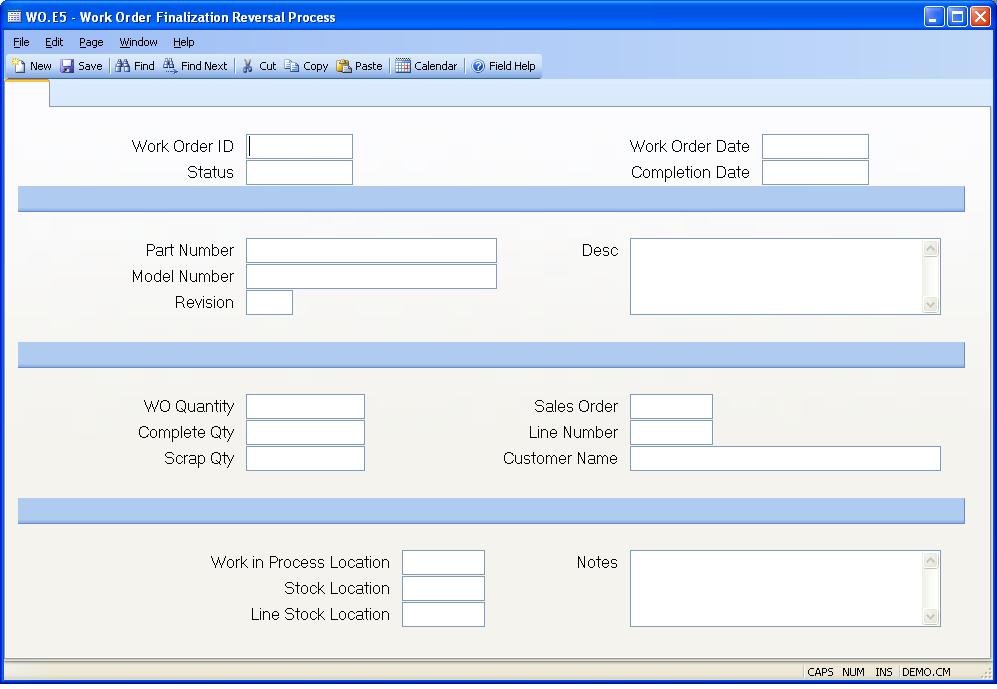 WO.E5 - Work Order Finalization Reversal Process
File Edit Page Window Help
New Save Find Find Next Cut Copy Paste Calendar Field Help
Work Order ID Work Order Date
Status Completion Date
Part Number Desc
Model Number
Revision
WO Quantity Sales Order
Complete Qty Line Number
Scrap Qty Customer Name
Work in Process Location Notes
Stock Location
Line Stock Location
CAPS NUM INS DEMO.CM